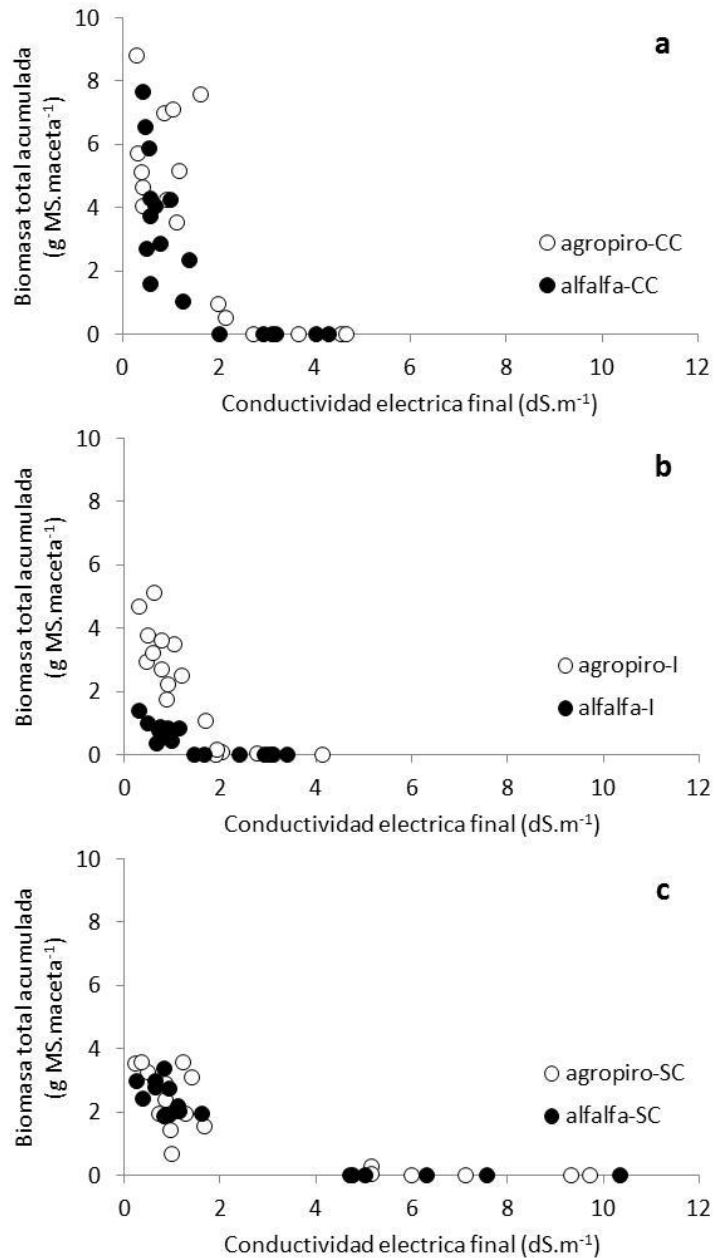 a
10
8
6
4
2
0
Biomasa total acumulada
(g MS.maceta⁻¹)
agropiro-CC
alfalfa-CC
0 2 4 6 8 10 12
Conductividad electrica final (dS.m⁻¹)
b
10
8
6
4
2
0
Biomasa total acumulada
(g MS.maceta⁻¹)
agropiro-I
alfalfa-I
0 2 4 6 8 10 12
Conductividad electrica final (dS.m⁻¹)
c
10
8
6
4
2
0
Biomasa total acumulada
(g MS.maceta⁻¹)
agropiro-SC
alfalfa-SC
0 2 4 6 8 10 12
Conductividad electrica final (dS.m⁻¹)